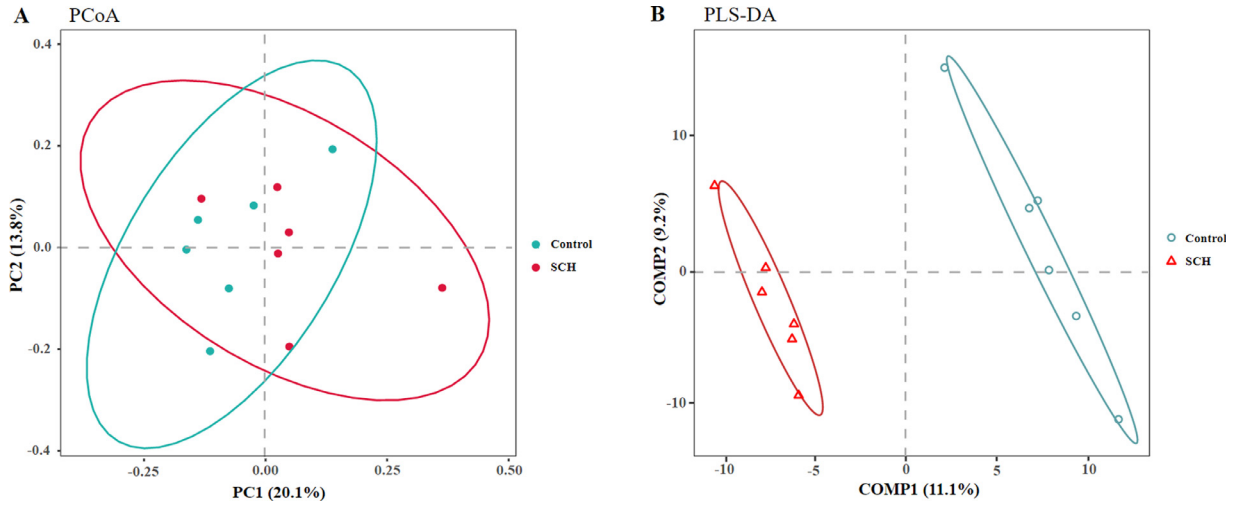 A PCoA
0.4
0.2
0.0
-0.2
-0.4
PC2 (13.8%)
-0.25
0.00
0.25
0.50
PC1 (20.1%)
Control
SCH
B PLS-DA
10
0
-10
COMP2 (9.2%)
-10
-5
0
5
10
COMP1 (11.1%)
Control
SCH